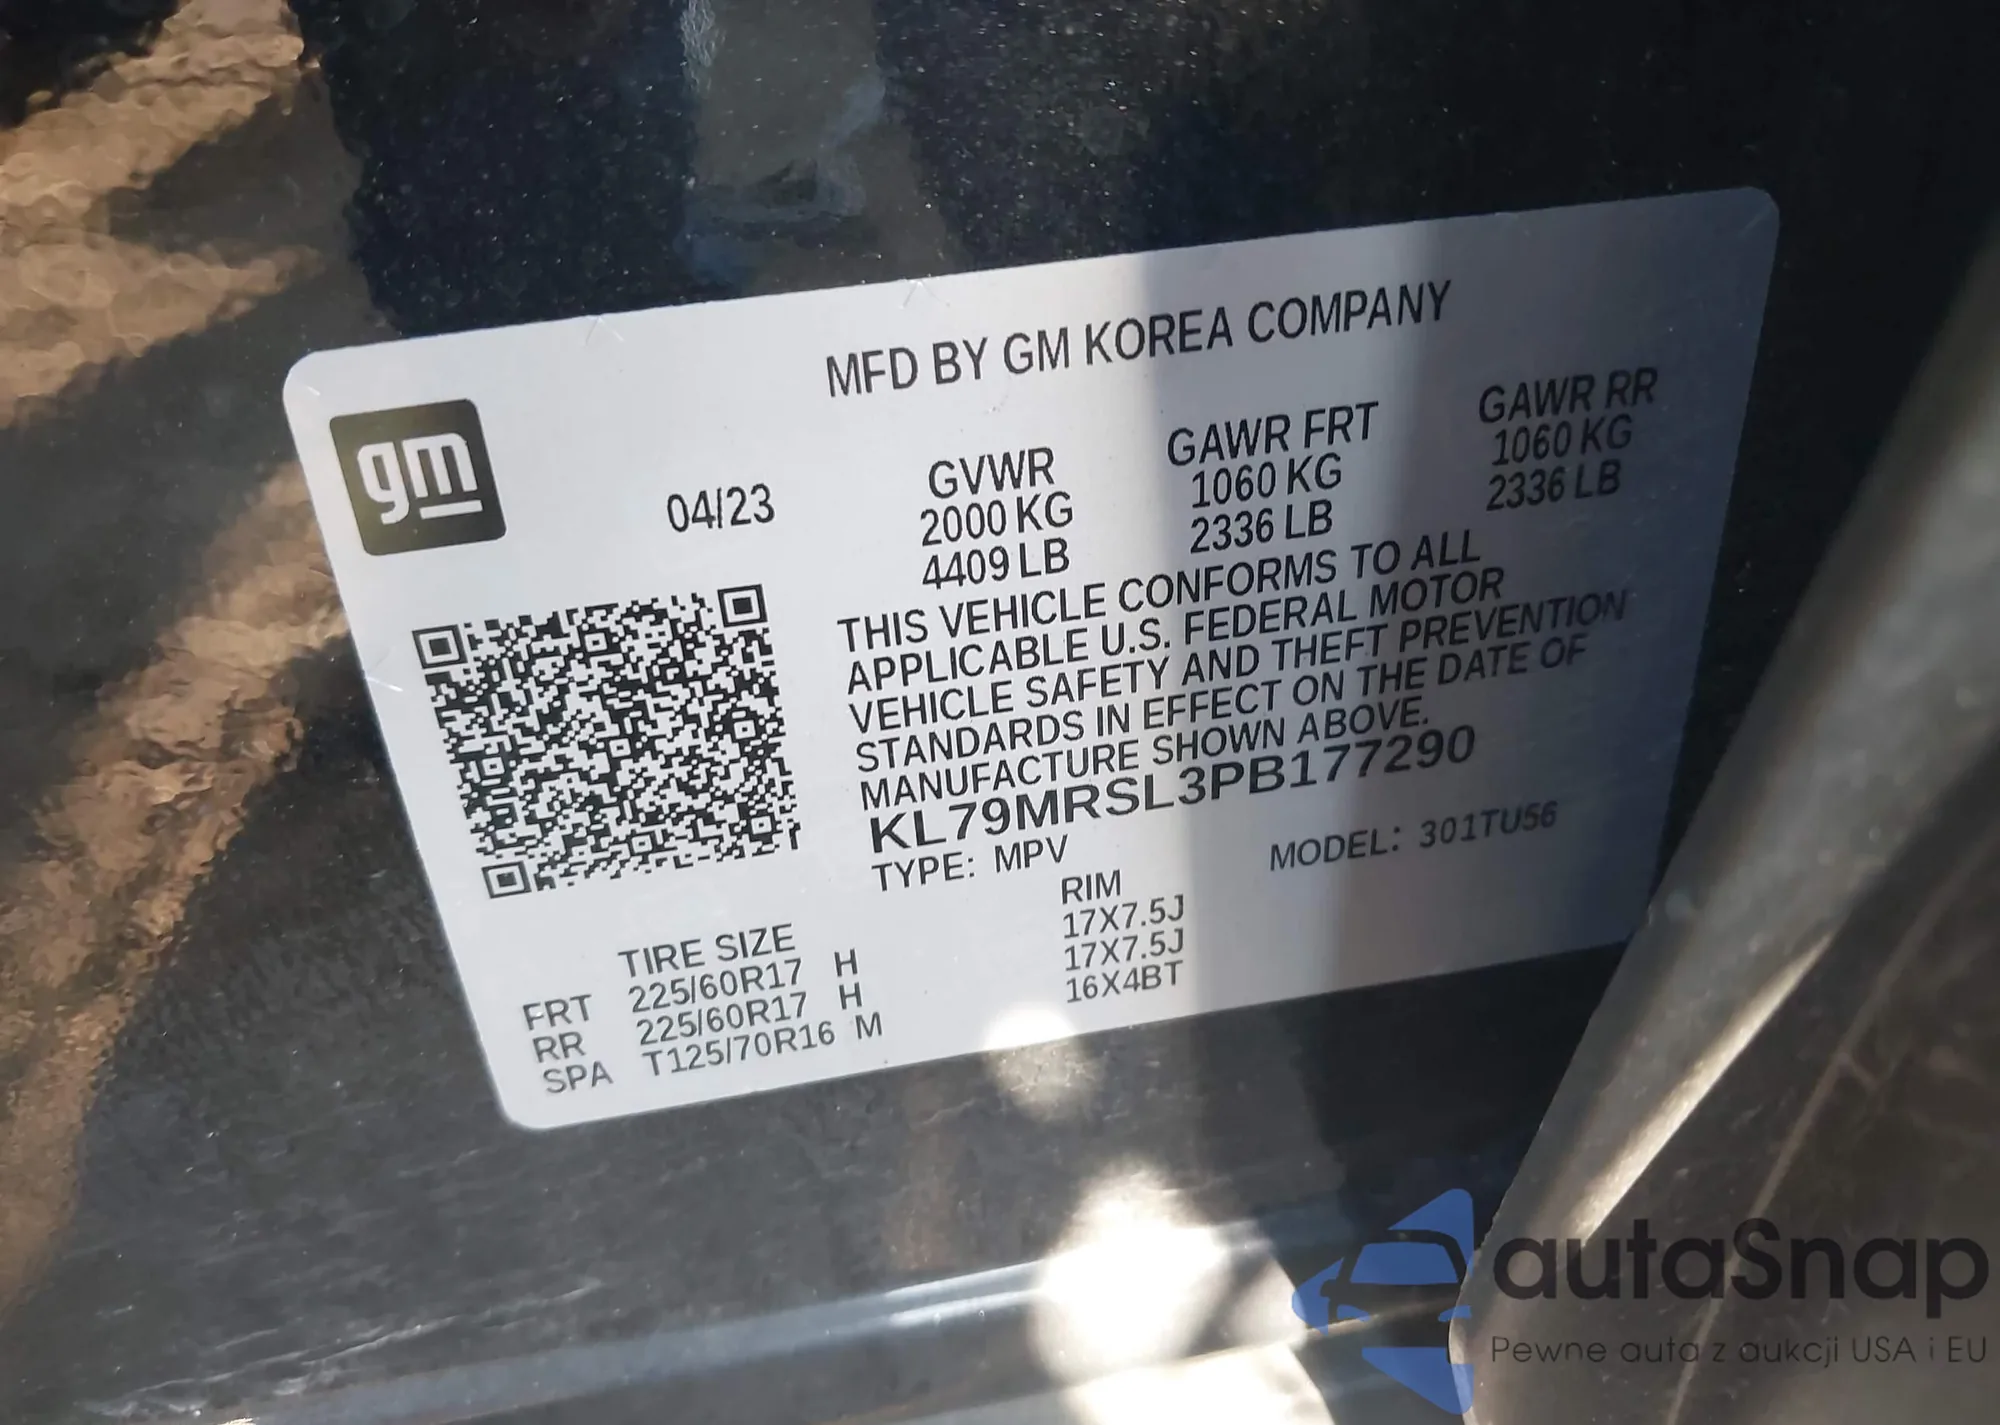 MFD BY GM KOREA COMPANY
gm
04/23
GVWR
2000 KG
4409 LB
GAWR FRT
1060 KG
2336 LB
GAWR RR
1060 KG
2336 LB
THIS VEHICLE CONFORMS TO ALL
APPLICABLE U.S. FEDERAL MOTOR
VEHICLE SAFETY AND THEFT PREVENTION
STANDARDS IN EFFECT ON THE DATE OF
MANUFACTURE SHOWN ABOVE.
KL79MRSL3PB177290
TYPE: MPV MODEL: 301TU56
TIRE SIZE RIM
FRT 225/60R17 H 17X7.5J
RR 225/60R17 H 17X7.5J
SPA T125/70R16 M 16X4BT
autaSnap
Pewne auta z aukcji USA i EU